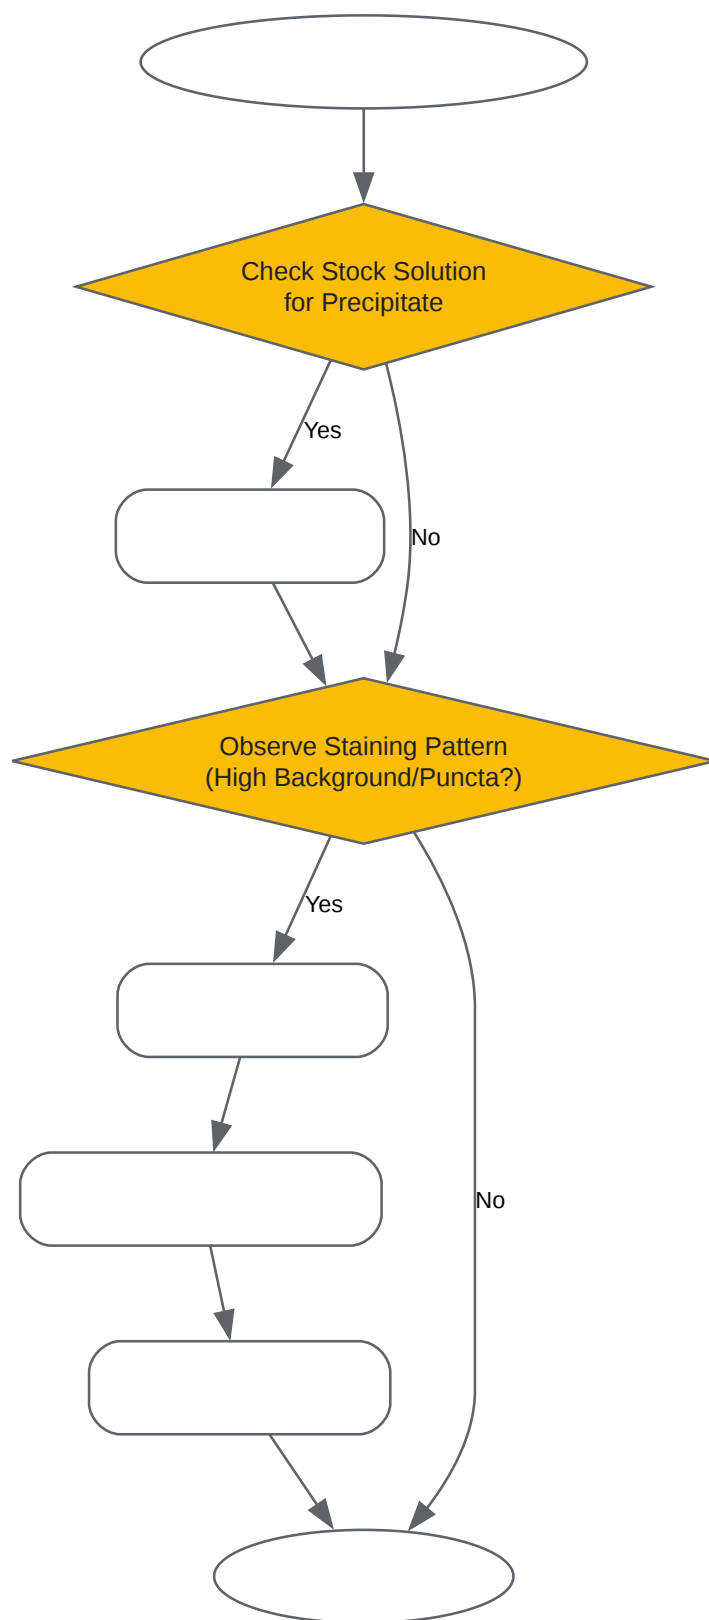 Check Stock Solution
for Precipitate
Yes
No
Observe Staining Pattern
(High Background/Puncta?)
Yes
No